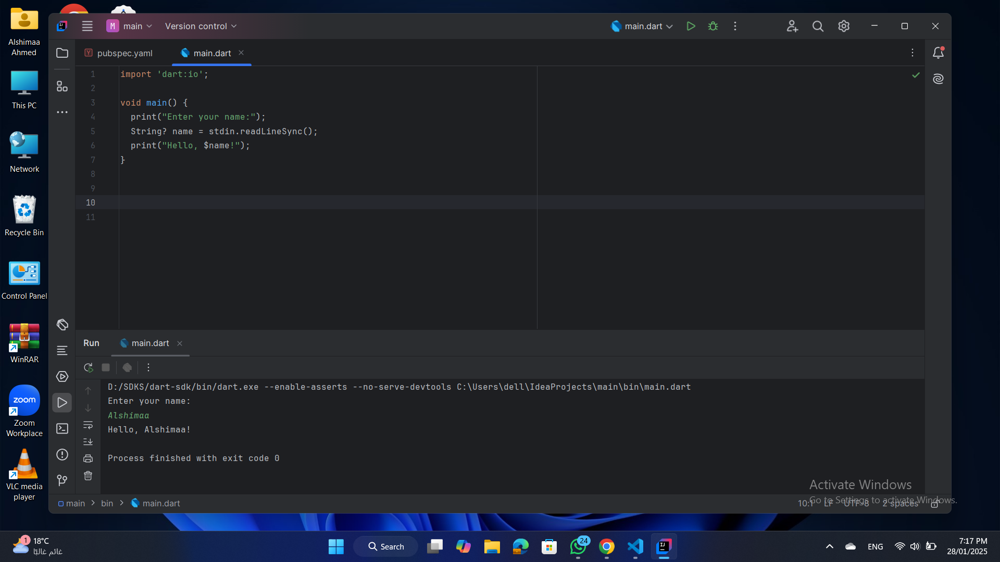 Alshimaa
Ahmed
This PC
Network
Recycle Bin
Control Panel
WinRAR
zoom
Zoom
Workplace
VLC media
player
IJ
M main
Version control
main.dart
Y pubspec.yaml
main.dart
1 import 'dart:io';
2
3 void main() {
4 print("Enter your name:");
5 String? name = stdin.readLineSync();
6 print("Hello, $name!");
7 }
8
9
10
11
Run
main.dart
D:/SDKS/dart-sdk/bin/dart.exe --enable-asserts --no-serve-devtools C:\Users\dell\IdeaProjects\main\bin\main.dart
Enter your name:
Alshimaa
Hello, Alshimaa!
Process finished with exit code 0
Activate Windows
Go to Settings to activate Windows.
main > bin > main.dart
10:1 LF UTF-8 2 spaces
1
18°C
غائم غالبًا
Search
24
IJ
ENG
7:17 PM
28/01/2025